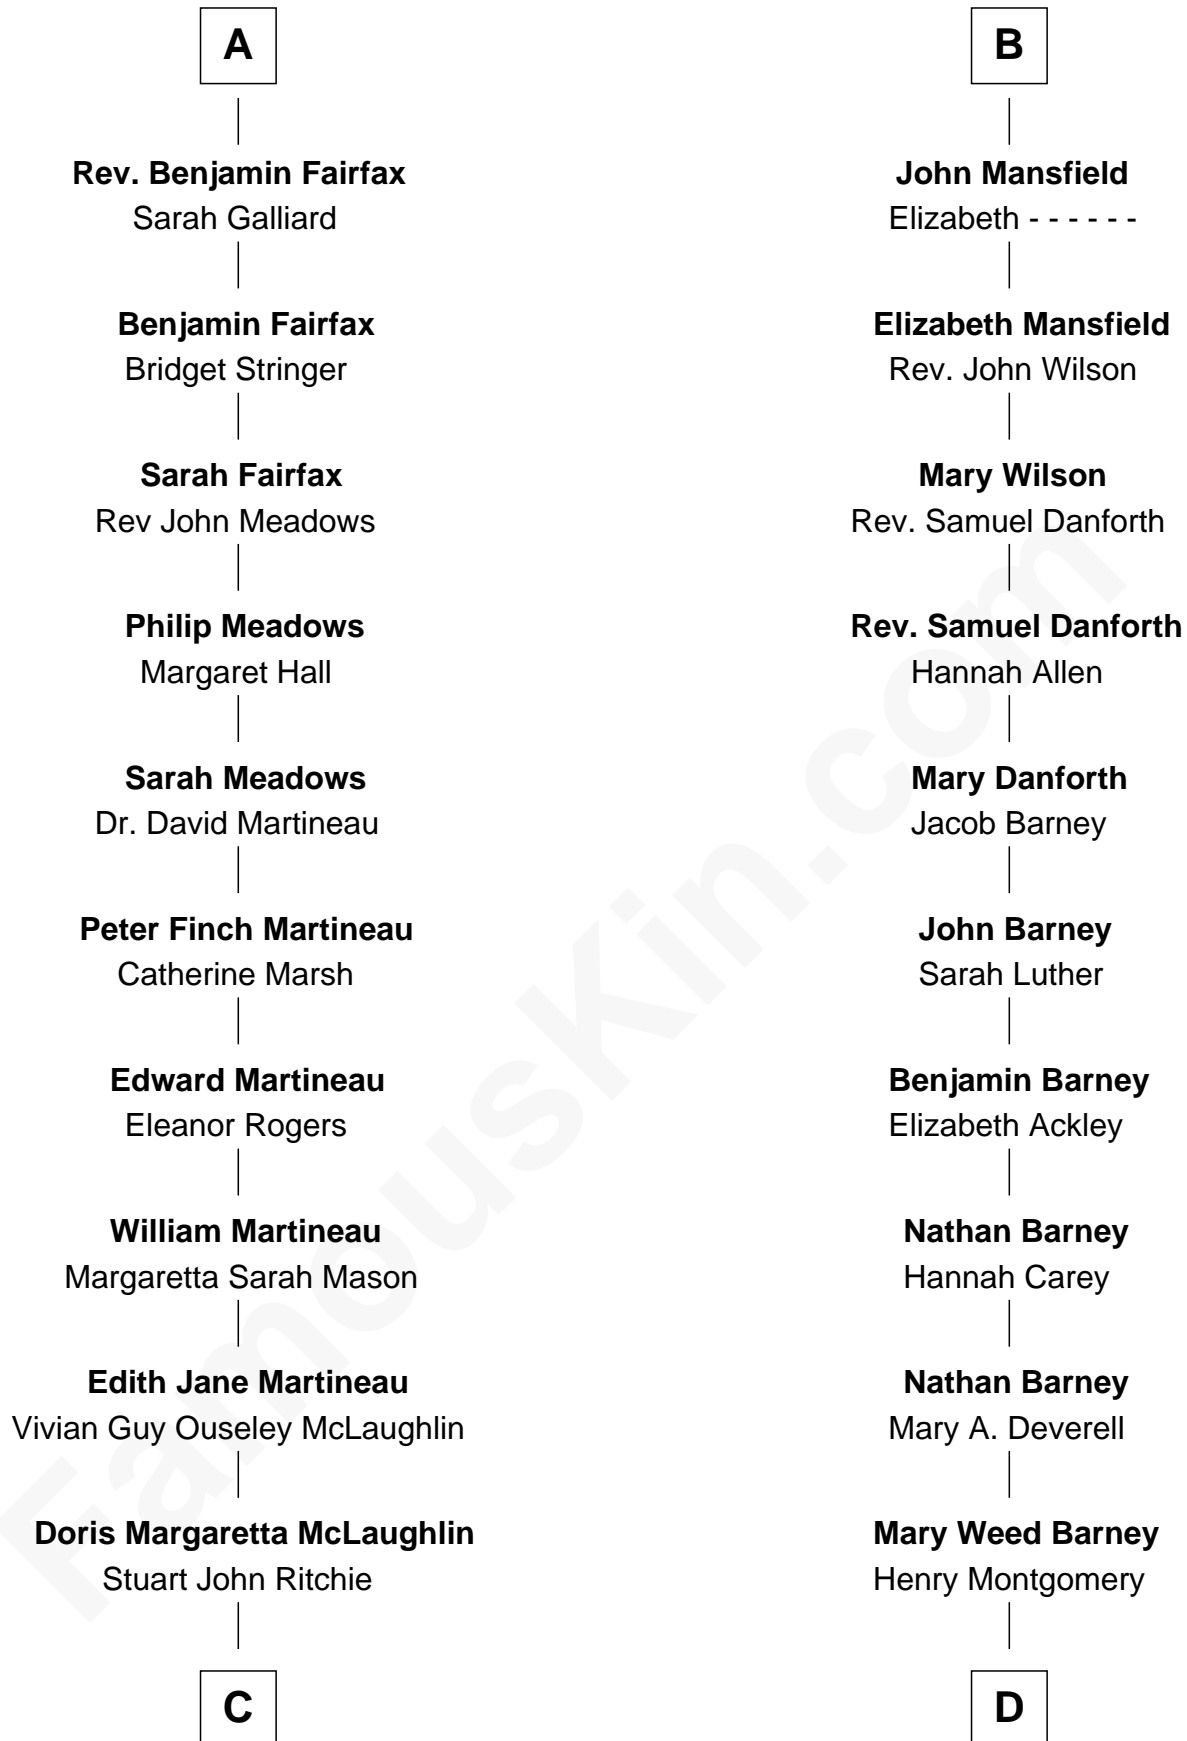 A
Rev. Benjamin Fairfax
Sarah Galliard
Benjamin Fairfax
Bridget Stringer
Sarah Fairfax
Rev John Meadows
Philip Meadows
Margaret Hall
Sarah Meadows
Dr. David Martineau
Peter Finch Martineau
Catherine Marsh
Edward Martineau
Eleanor Rogers
William Martineau
Margaretta Sarah Mason
Edith Jane Martineau
Vivian Guy Ouseley McLaughlin
Doris Margaretta McLaughlin
Stuart John Ritchie
C
B
John Mansfield
Elizabeth - - - - - -
Elizabeth Mansfield
Rev. John Wilson
Mary Wilson
Rev. Samuel Danforth
Rev. Samuel Danforth
Hannah Allen
Mary Danforth
Jacob Barney
John Barney
Sarah Luther
Benjamin Barney
Elizabeth Ackley
Nathan Barney
Hannah Carey
Nathan Barney
Mary A. Deverell
Mary Weed Barney
Henry Montgomery
D
FamousKin.com